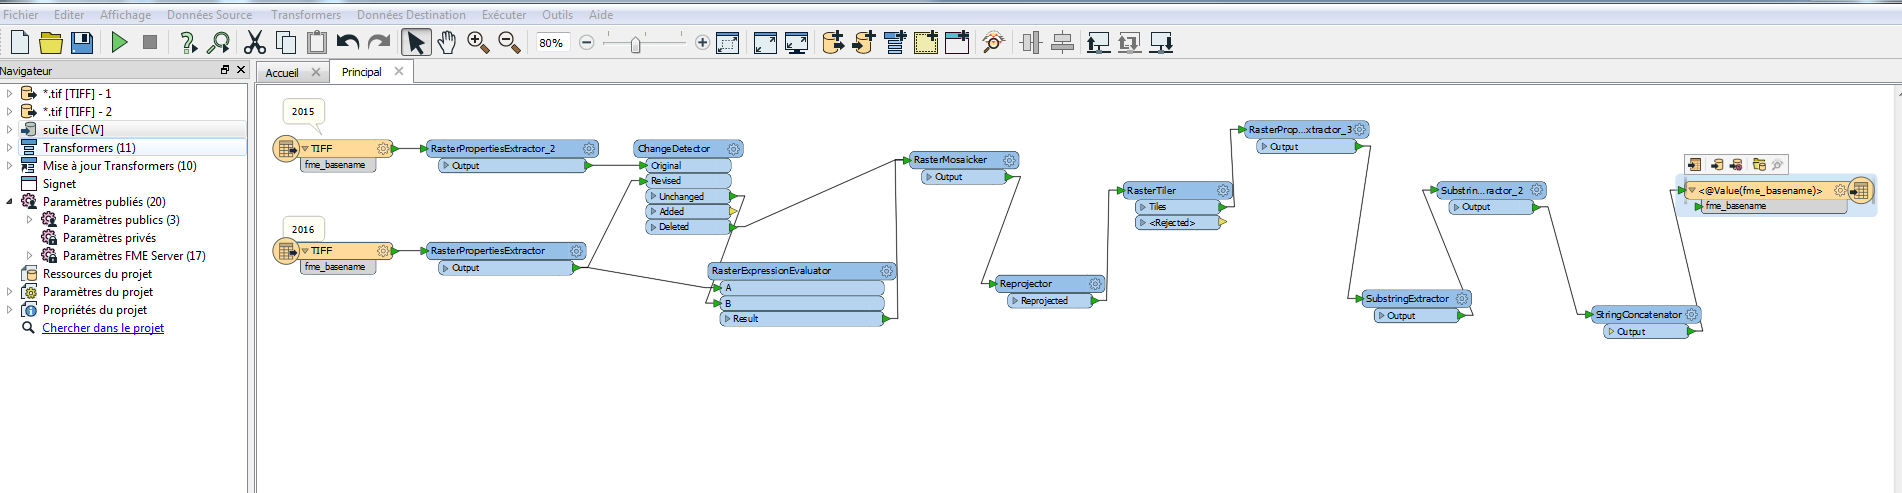 Fichier Editer Affichage Données Source Transformers Données Destination Exécuter Outils Aide
80%
Navigateur
Accueil
Principal
*.tif [TIFF] - 1
*.tif [TIFF] - 2
suite [ECW]
Transformers (11)
Mise à jour Transformers (10)
Signet
Paramètres publiés (20)
Paramètres publics (3)
Paramètres privés
Paramètres FME Server (17)
Ressources du projet
Paramètres du projet
Propriétés du projet
Chercher dans le projet
2015
TIFF
fme_basename
RasterPropertiesExtractor_2
Output
2016
TIFF
fme_basename
RasterPropertiesExtractor
Output
ChangeDetector
Original
Revised
Unchanged
Added
Deleted
RasterExpressionEvaluator
A
B
Result
RasterMosaicker
Output
Reprojector
Reprojected
RasterTiler
Tiles
<Rejected>
RasterProp...xtractor_3
Output
SubstringExtractor
Output
Substrin...ractor_2
Output
StringConcatenator
Output
<@Value(fme_basename)>
fme_basename